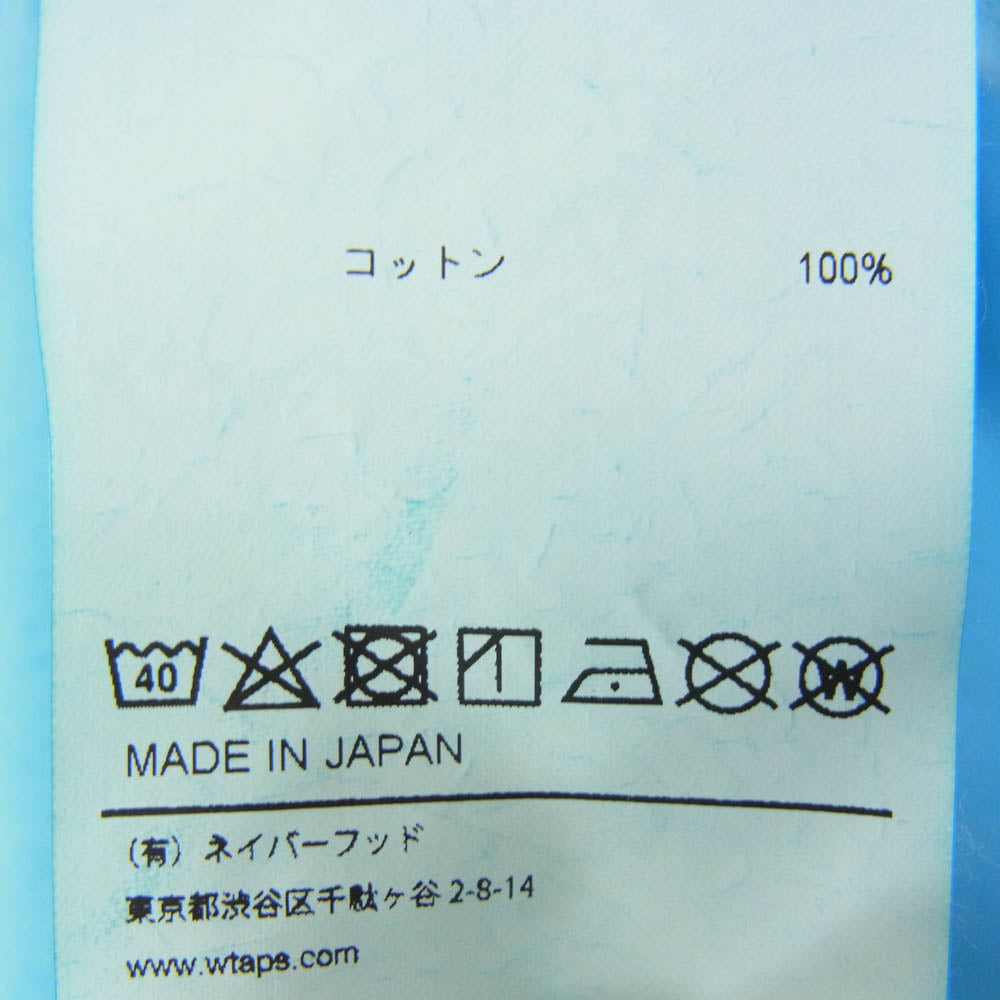 コットン 100%
40 W
MADE IN JAPAN
(有) ネイバーフッド
東京都渋谷区千駄ヶ谷 2-8-14
www.wtaps.com